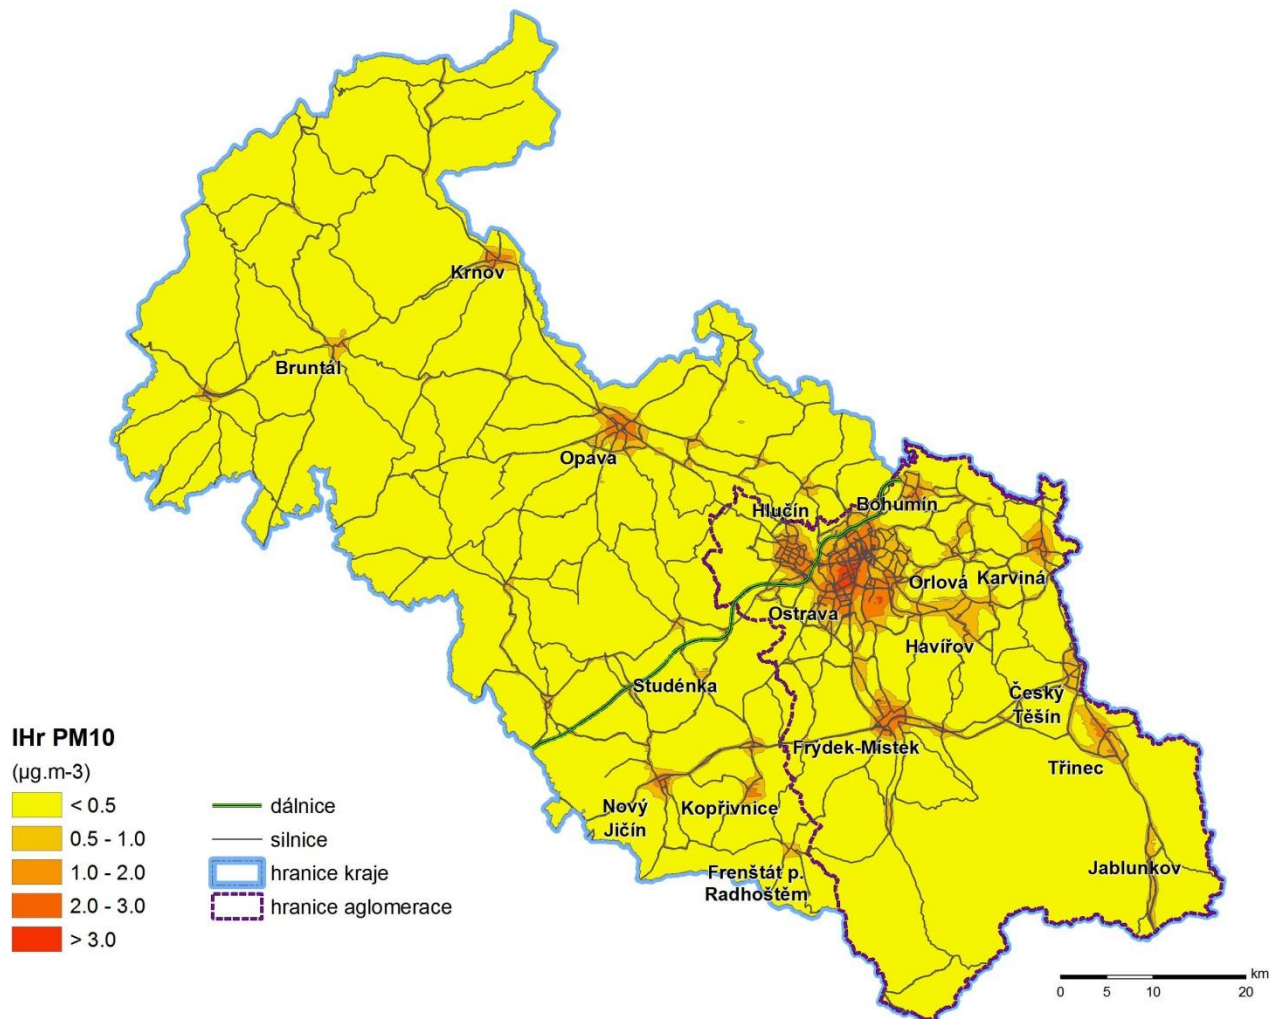 Krnov
Bruntál
Opava
Hlučín
Bohumín
Orlová
Karviná
Ostrava
Havířov
Studénka
Český
Těšín
Frýdek-Místek
Třinec
Nový
Jičín
Kopřivnice
Frenštát p.
Radhoštěm
Jablunkov
IHr PM10
(µg.m-3)
< 0.5
0.5 - 1.0
1.0 - 2.0
2.0 - 3.0
> 3.0
dálnice
silnice
hranice kraje
hranice aglomerace
km
0 5 10 20